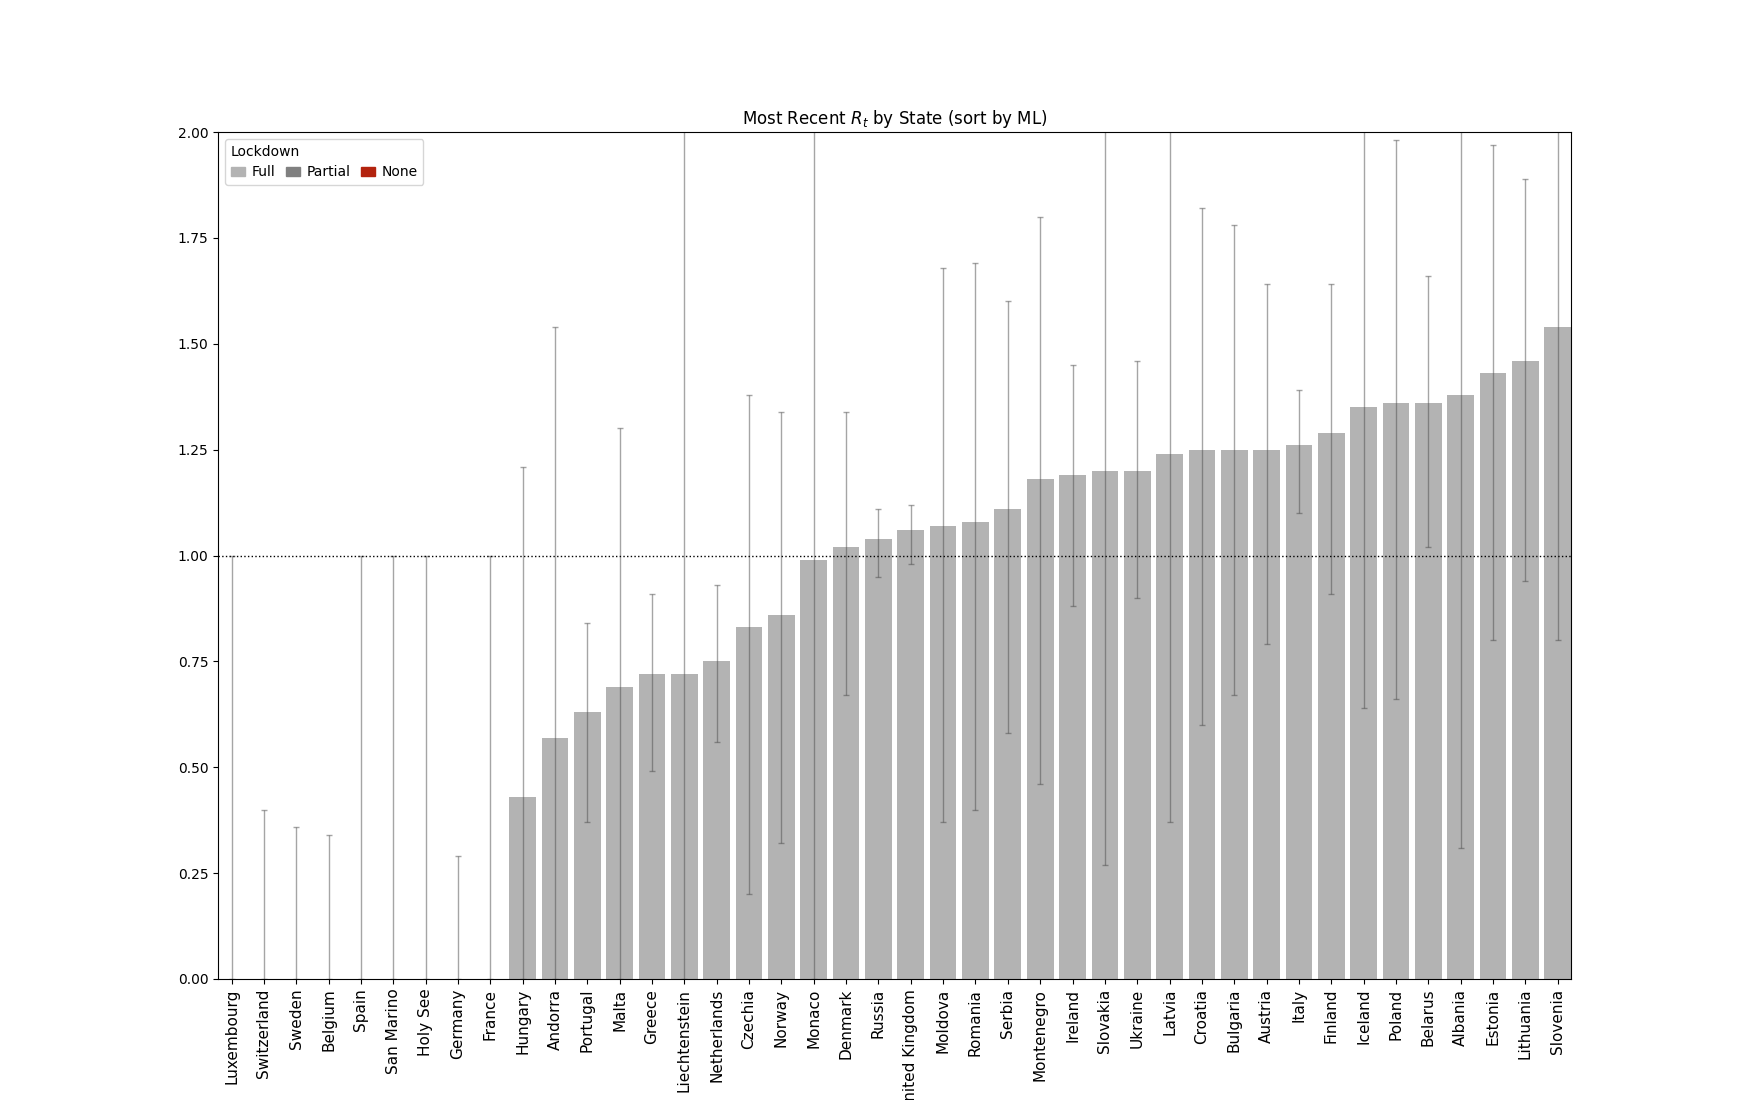 Most Recent Rt by State (sort by ML)
Lockdown
Full Partial None
2.00
1.75
1.50
1.25
1.00
0.75
0.50
0.25
0.00
Luxembourg
Switzerland
Sweden
Belgium
Spain
San Marino
Holy See
Germany
France
Hungary
Andorra
Portugal
Malta
Greece
Liechtenstein
Netherlands
Czechia
Norway
Monaco
Denmark
Russia
nited Kingdom
Moldova
Romania
Serbia
Montenegro
Ireland
Slovakia
Ukraine
Latvia
Croatia
Bulgaria
Austria
Italy
Finland
Iceland
Poland
Belarus
Albania
Estonia
Lithuania
Slovenia